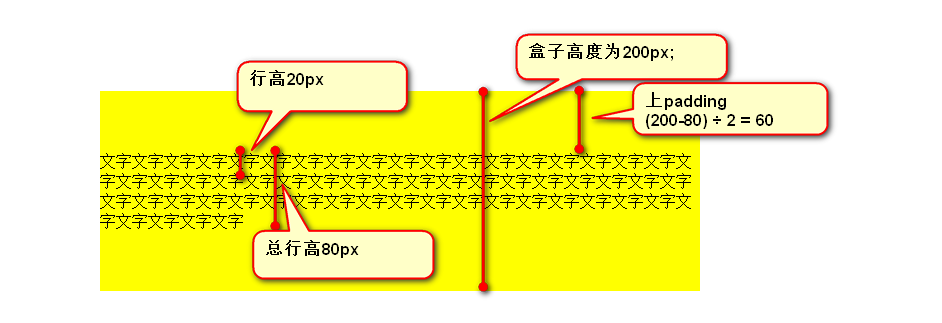 盒子高度为200px;
行高20px
上padding
(200-80) ÷ 2 = 60
文字文字文字文字文字文字文字文字文字文字文字文字文字文字文字文字文字文字文
字文字文字文字文字文字文字文字文字文字文字文字文字文字文字文字文字文字文字
文字文字文字文字文字文字文字文字文字文字文字文字文字文字文字文字文字文字文
字文字文字文字文字
总行高80px